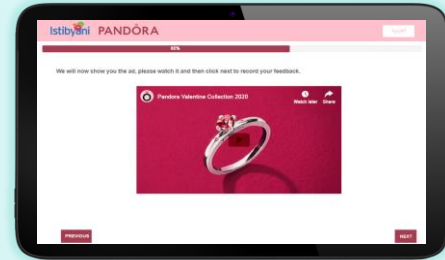 Istibyani PANDÖRA
60%
We will now show you the ad, please watch it and then click next to record your feedback.
Pandora Valentine Collection 2020
Watch later Share
PREVIOUS
NEXT